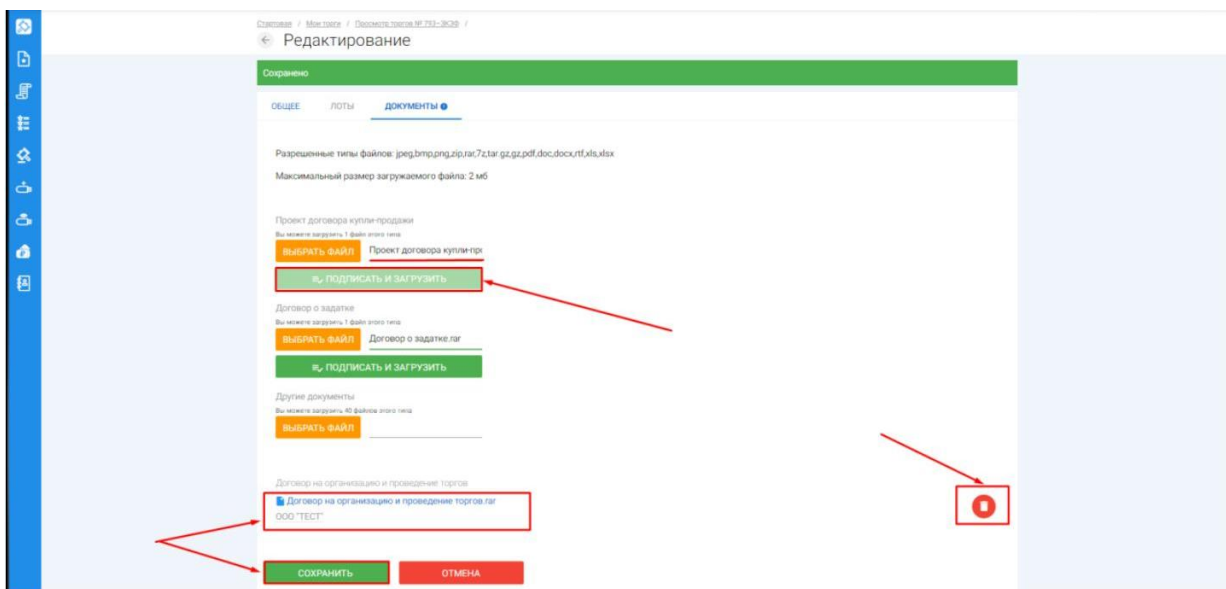 Стартовая / Мои торги / Просмотр торгов № 793-ЗКЭФ /
Редактирование
Сохранено
ОБЩЕЕ ЛОТЫ ДОКУМЕНТЫ
Разрешенные типы файлов: jpeg,bmp,png,zip,rar,7z,tar.gz,gz,pdf,doc,docx,rtf,xls,xlsx
Максимальный размер загружаемого файла: 2 мб
Проект договора купли-продажи
Вы можете загрузить 1 файл этого типа
ВЫБРАТЬ ФАЙЛ Проект договора купли-про
ПОДПИСАТЬ И ЗАГРУЗИТЬ
Договор о задатке
Вы можете загрузить 1 файл этого типа
ВЫБРАТЬ ФАЙЛ Договор о задатке.rar
ПОДПИСАТЬ И ЗАГРУЗИТЬ
Другие документы
Вы можете загрузить 40 файлов этого типа
ВЫБРАТЬ ФАЙЛ
Договор на организацию и проведение торгов
Договор на организацию и проведение торгов.rar
ООО "ТЕСТ"
СОХРАНИТЬ ОТМЕНА